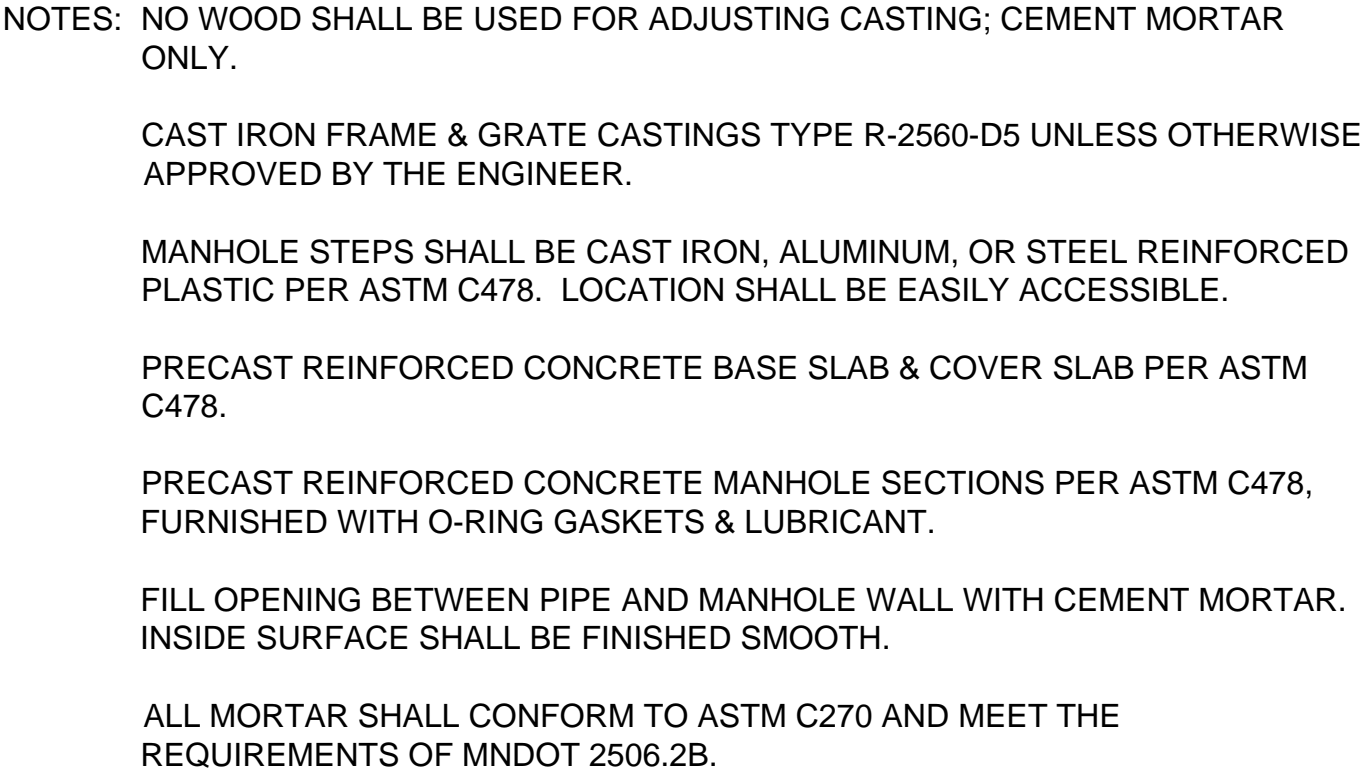 NOTES: NO WOOD SHALL BE USED FOR ADJUSTING CASTING; CEMENT MORTAR
ONLY.
CAST IRON FRAME & GRATE CASTINGS TYPE R-2560-D5 UNLESS OTHERWISE
APPROVED BY THE ENGINEER.
MANHOLE STEPS SHALL BE CAST IRON, ALUMINUM, OR STEEL REINFORCED
PLASTIC PER ASTM C478.  LOCATION SHALL BE EASILY ACCESSIBLE.
PRECAST REINFORCED CONCRETE BASE SLAB & COVER SLAB PER ASTM
C478.
PRECAST REINFORCED CONCRETE MANHOLE SECTIONS PER ASTM C478,
FURNISHED WITH O-RING GASKETS & LUBRICANT.
FILL OPENING BETWEEN PIPE AND MANHOLE WALL WITH CEMENT MORTAR.
INSIDE SURFACE SHALL BE FINISHED SMOOTH.
ALL MORTAR SHALL CONFORM TO ASTM C270 AND MEET THE
REQUIREMENTS OF MNDOT 2506.2B.